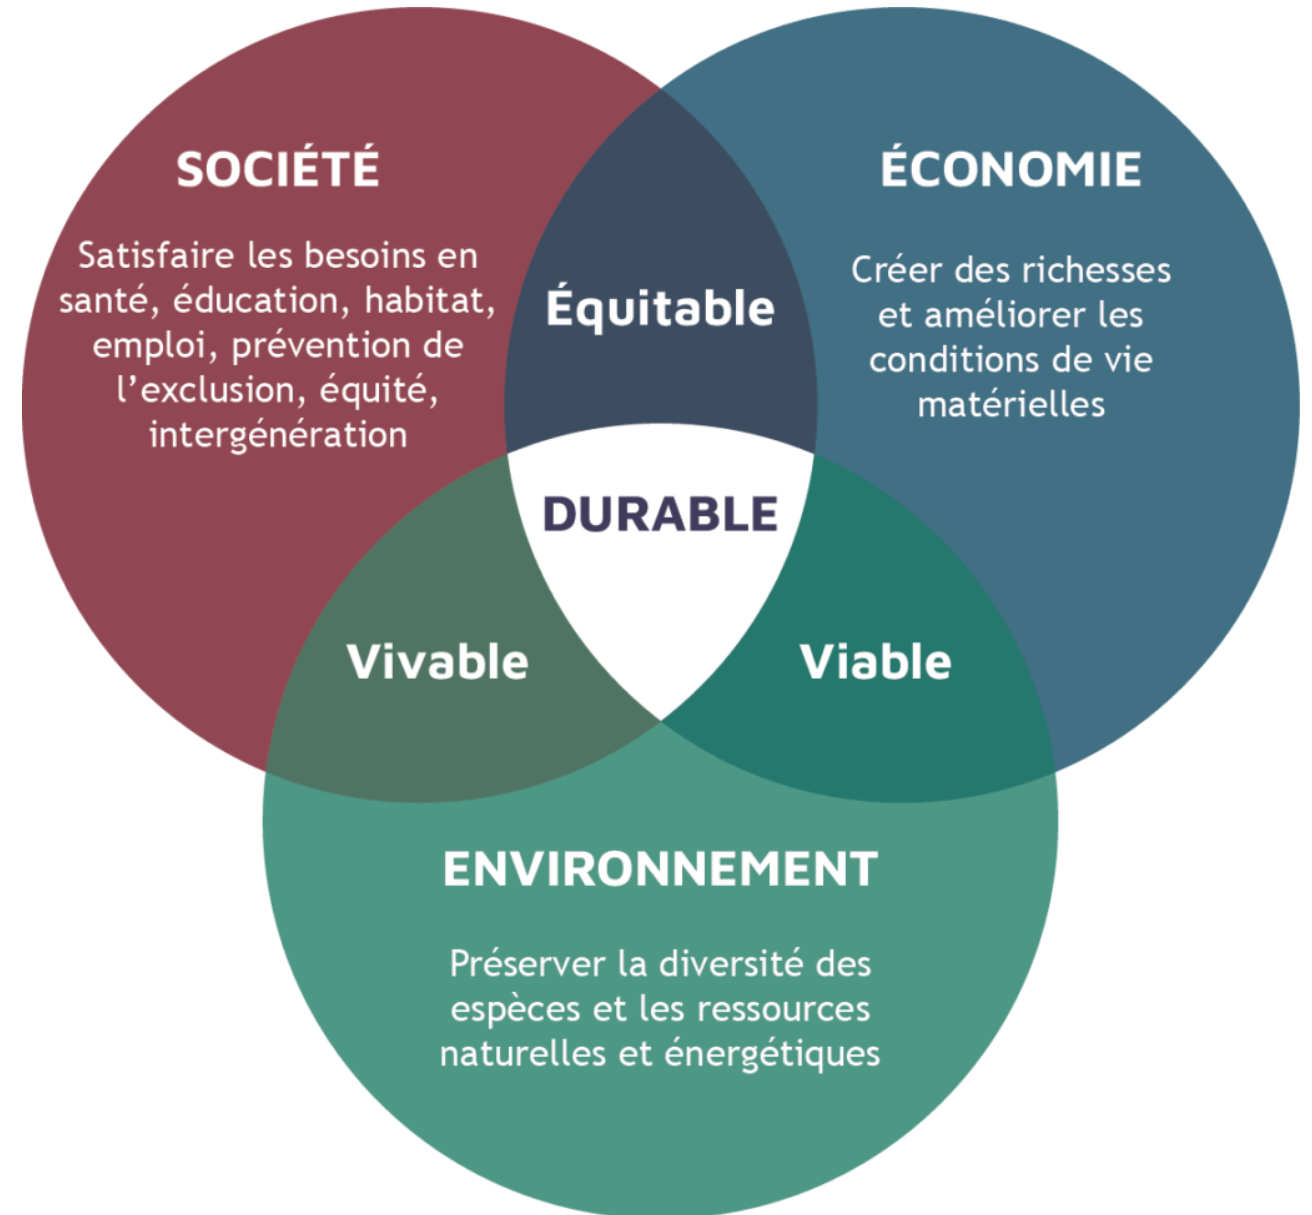 SOCIÉTÉ
Satisfaire les besoins en
santé, éducation, habitat,
emploi, prévention de
l’exclusion, équité,
intergénération
Équitable
ÉCONOMIE
Créer des richesses
et améliorer les
conditions de vie
matérielles
DURABLE
Vivable
Viable
ENVIRONNEMENT
Préserver la diversité des
espèces et les ressources
naturelles et énergétiques